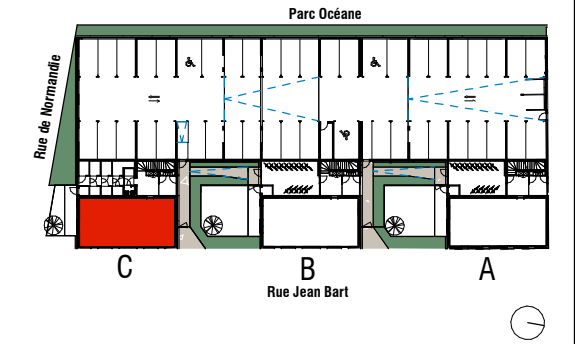 Parc Océane
Rue de Normandie
C
B
A
Rue Jean Bart